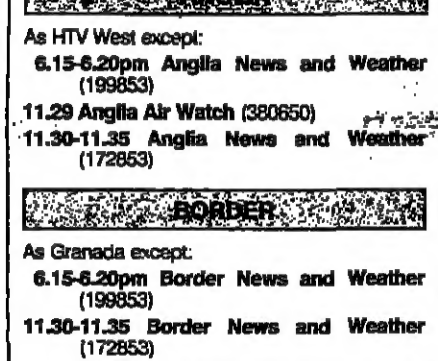 As HTV West except:
6.15-6.20pm Anglia News and Weather
(199853)
11.29 Anglia Air Watch (380650)
11.30-11.35 Anglia News and Weather
(172853)
BORDER
As Granada except:
6.15-6.20pm Border News and Weather
(199853)
11.30-11.35 Border News and Weather
(172853)